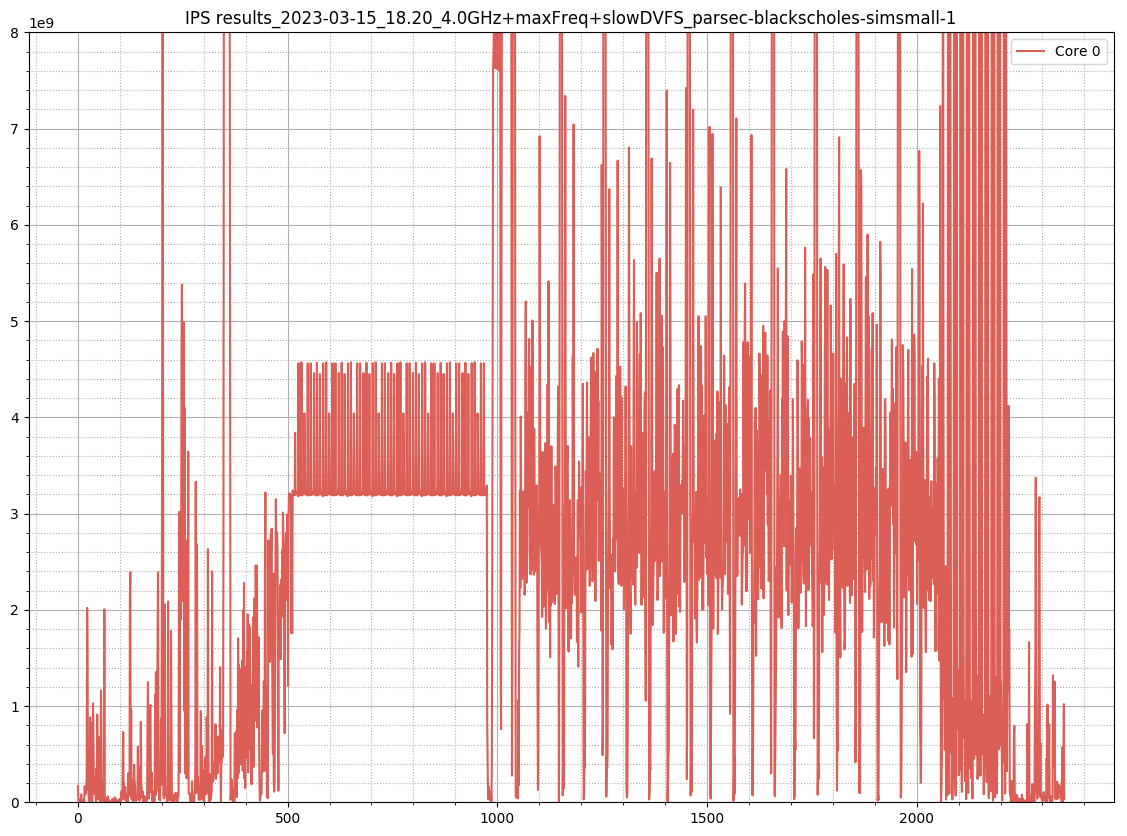 IPS results_2023-03-15_18.20_4.0GHz+maxFreq+slowDVFS_parsec-blackscholes-simsmall-1
1e9
Core 0
8
7
6
5
4
3
2
1
0
0 500 1000 1500 2000